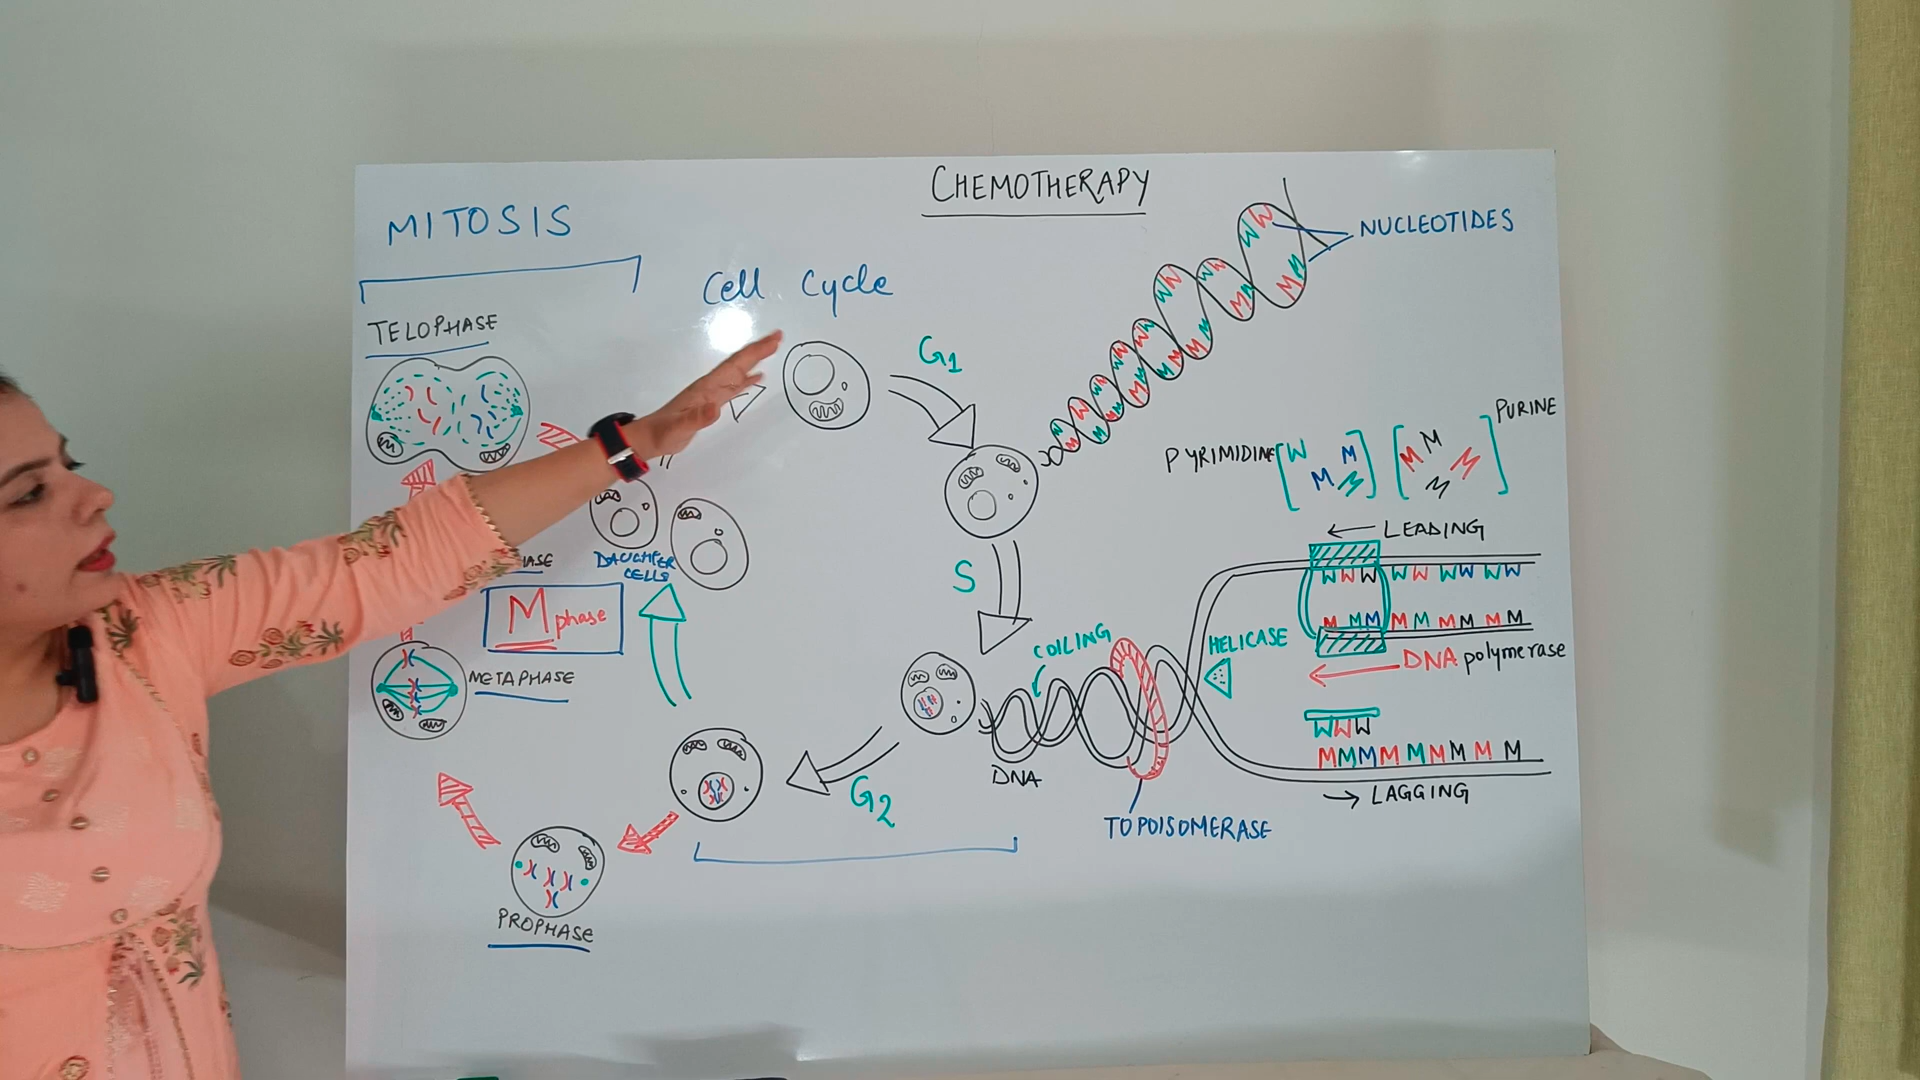 CHEMOTHERAPY
MITOSIS
NUCLEOTIDES
Cell Cycle
TELOPHASE
G1
PURINE
PYRIMIDINE
W M M M
M M M M
LEADING
HASE
DAUGHTER
CELLS
S
W W W W W W W W W
M M M M M M M M M
M phase
COILING
HELICASE
DNA polymerase
METAPHASE
W W W
M M M M M M M M M
DNA
G2
LAGGING
TOPOISOMERASE
PROPHASE